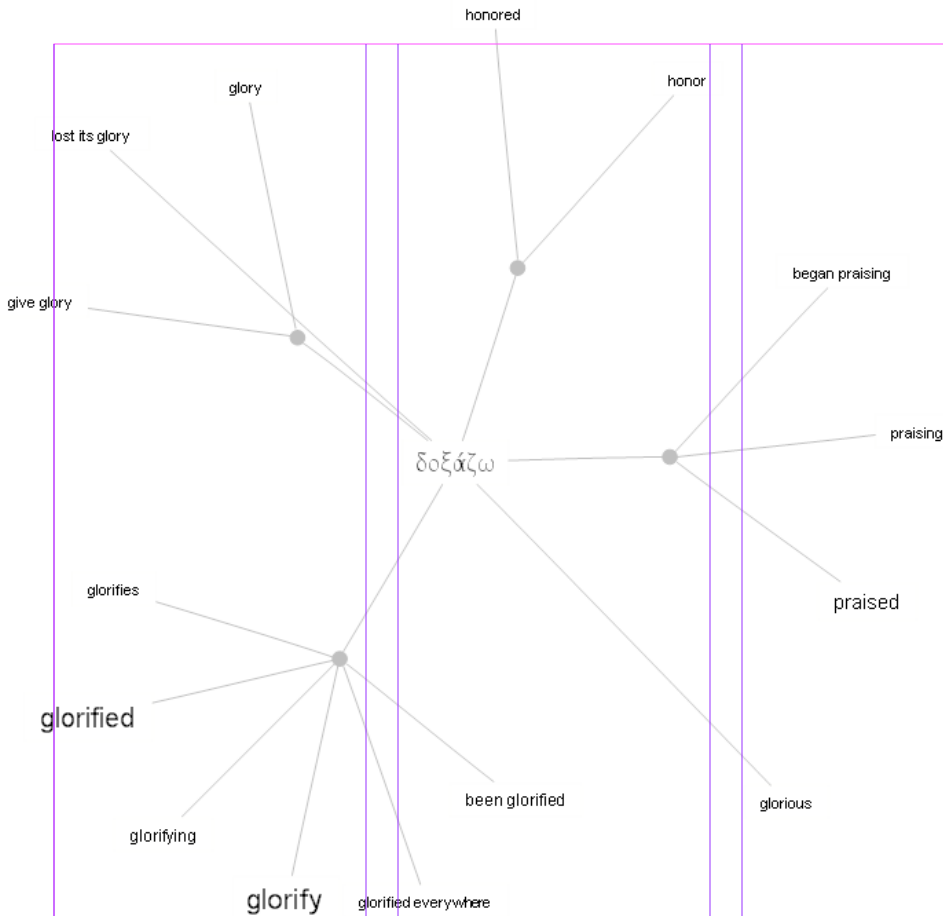 honored
honor
glory
lost its glory
began praising
give glory
praising
δοξάζω
glorifies
praised
glorified
been glorified
glorious
glorifying
glorify
glorified everywhere